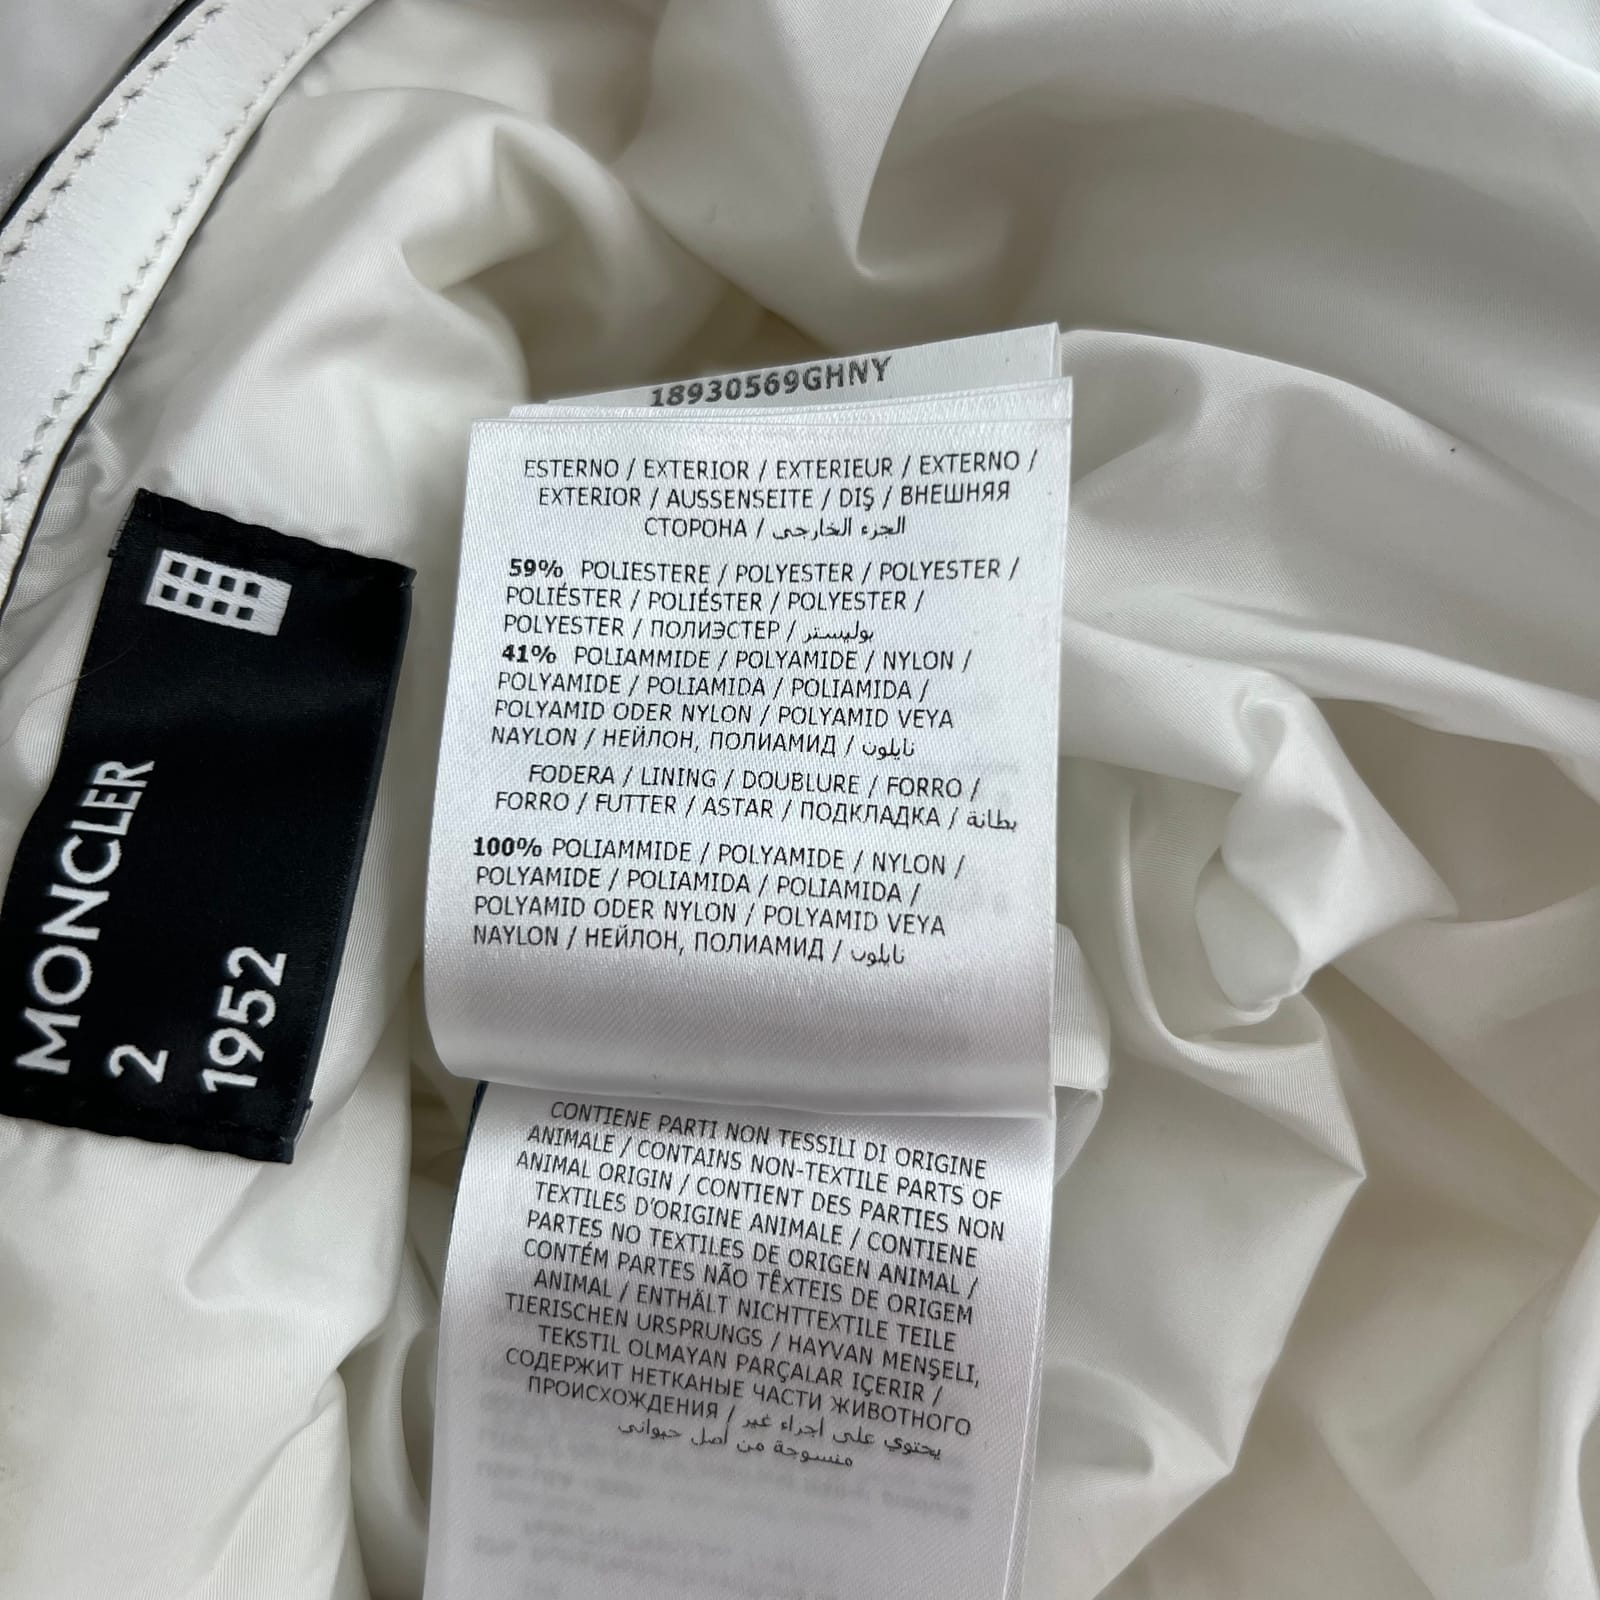 18930569GHNY
ESTERNO / EXTERIOR / EXTERIEUR / EXTERNO /
EXTERIOR / AUSSENSEITE / DIŞ / ВНЕШНЯЯ
СТОРОНА / الجزء الخارجي
59% POLIESTERE / POLYESTER / POLYESTER /
POLIÉSTER / POLIÉSTER / POLYESTER /
POLYESTER / ПОЛИЭСТЕР / بوليستر
41% POLIAMMIDE / POLYAMIDE / NYLON /
POLYAMIDE / POLIAMIDA / POLIAMIDA /
POLYAMID ODER NYLON / POLYAMID VEYA
NAYLON / НЕЙЛОН, ПОЛИАМИД / نايلون
FODERA / LINING / DOUBLURE / FORRO /
FORRO / FUTTER / ASTAR / ПОДКЛАДКА / بطانة
100% POLIAMMIDE / POLYAMIDE / NYLON /
POLYAMIDE / POLIAMIDA / POLIAMIDA /
POLYAMID ODER NYLON / POLYAMID VEYA
NAYLON / НЕЙЛОН, ПОЛИАМИД / نايلون
CONTIENE PARTI NON TESSILI DI ORIGINE
ANIMALE / CONTAINS NON-TEXTILE PARTS OF
ANIMAL ORIGIN / CONTIENT DES PARTIES NON
TEXTILES D'ORIGINE ANIMALE / CONTIENE
PARTES NO TEXTILES DE ORIGEN ANIMAL /
CONTÉM PARTES NÃO TÊXTEIS DE ORIGEM
ANIMAL / ENTHÄLT NICHTTEXTILE TEILE
TIERISCHEN URSPRUNGS / HAYVAN MENŞELI,
TEKSTIL OLMAYAN PARÇALAR IÇERIR /
СОДЕРЖИТ НЕТКАНЫЕ ЧАСТИ ЖИВОТНОГО
ПРОИСХОЖДЕНИЯ / يحتوي على أجزاء غير
منسوجة من أصل حيواني
MONCLER
2
1952